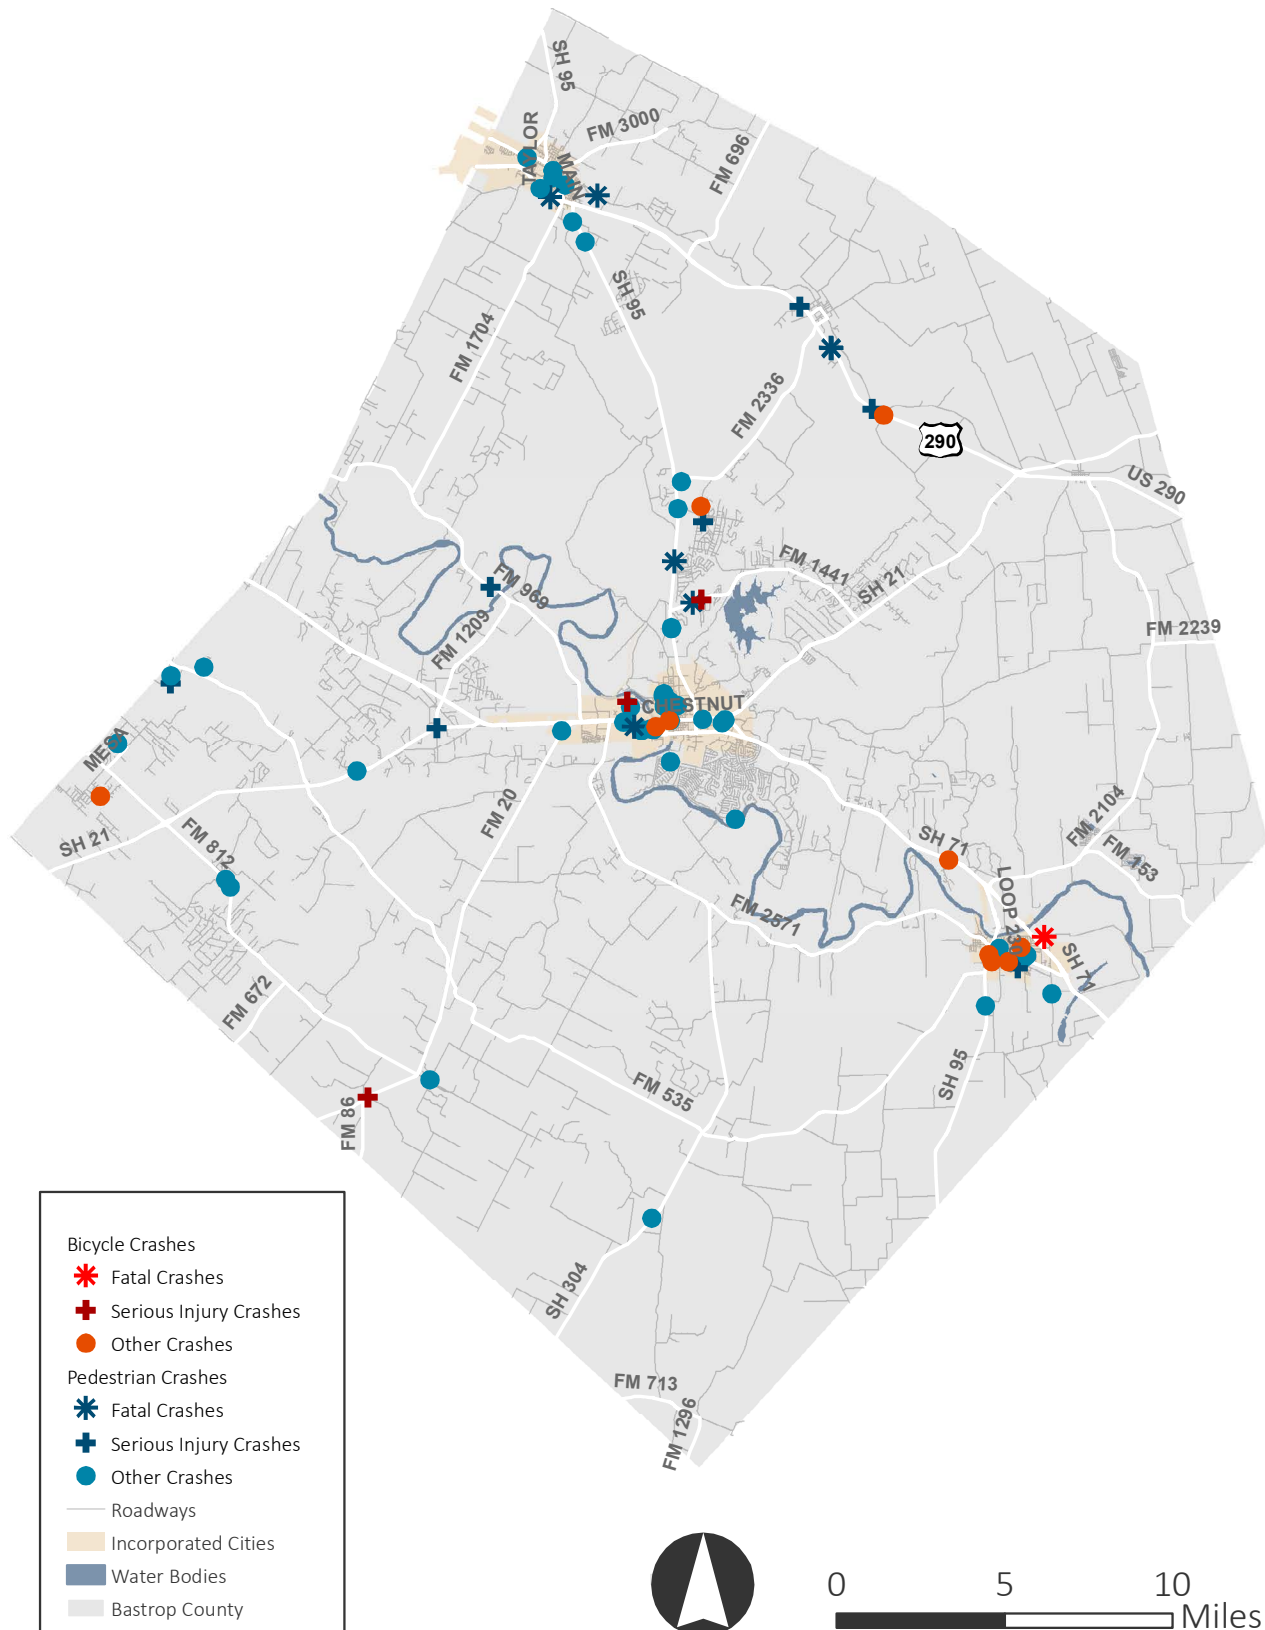 SH 95
TAYLOR
MAIN
FM 3000
FM 696
SH 95
FM 1704
FM 2336
290
US 290
FM 1441
SH 21
FM 969
FM 1209
FM 2239
CHESTNUT
MESA
SH 21
FM 812
FM 20
FM 2104
SH 71
FM 153
LOOP 230
FM 2571
SH 71
FM 672
SH 95
FM 535
FM 86
SH 304
FM 713
FM 1296
Bicycle Crashes
Fatal Crashes
Serious Injury Crashes
Other Crashes
Pedestrian Crashes
Fatal Crashes
Serious Injury Crashes
Other Crashes
Roadways
Incorporated Cities
Water Bodies
Bastrop County
0 5 10
Miles